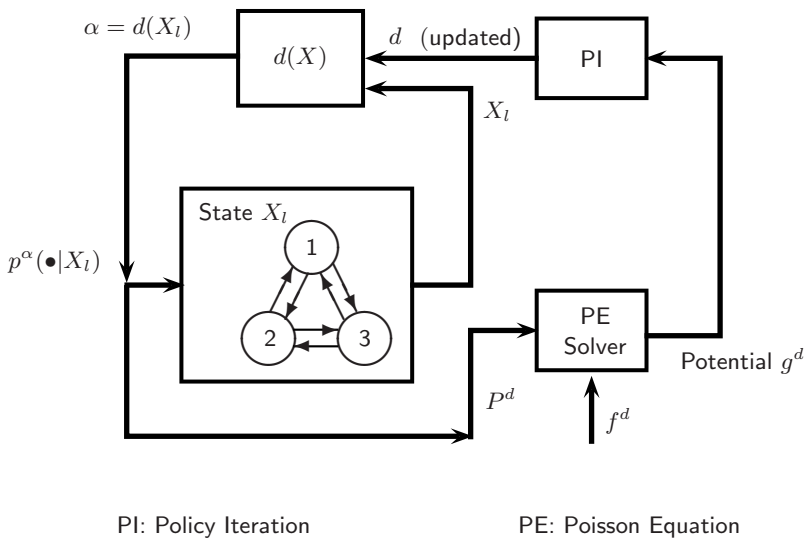 α = d(X_l)
d(X)
d (updated)
PI
X_l
State X_l
1
p^α(•|X_l)
2
3
PE
Solver
P^d
Potential g^d
f^d
PI: Policy Iteration
PE: Poisson Equation